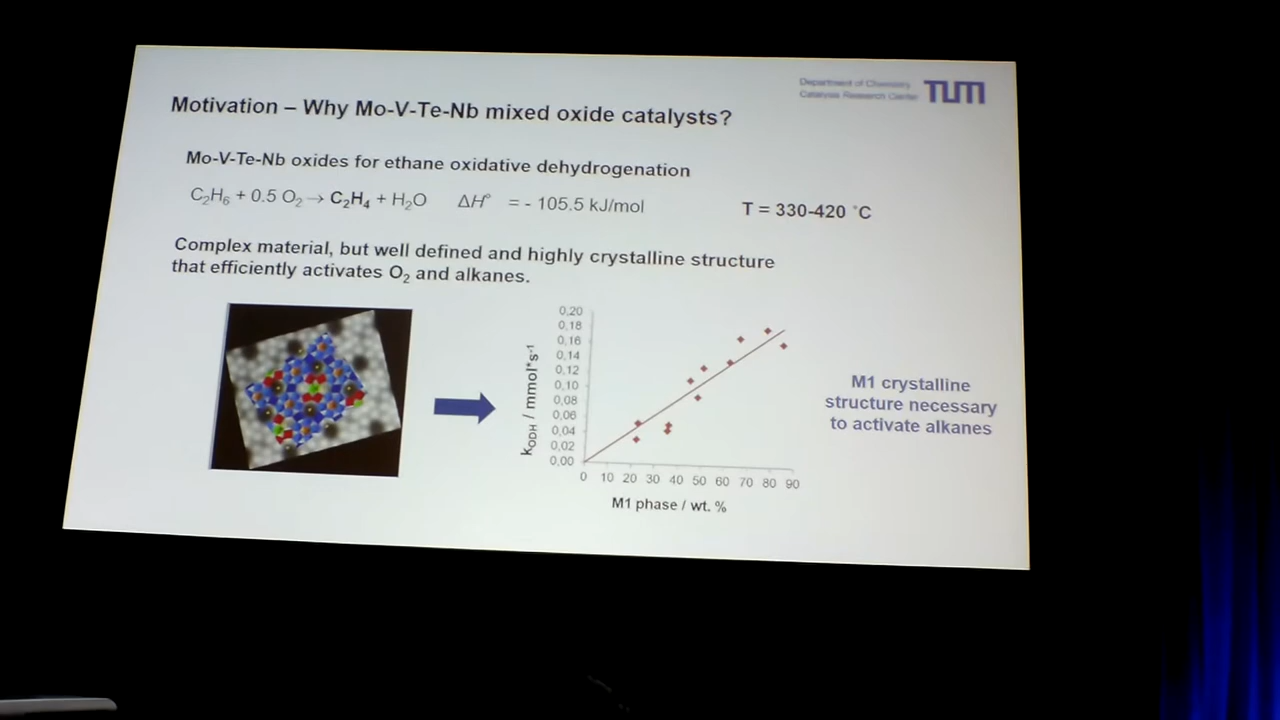 Department of Chemistry
Catalysis Research Center
TUM
Motivation – Why Mo-V-Te-Nb mixed oxide catalysts?
Mo-V-Te-Nb oxides for ethane oxidative dehydrogenation
C₂H₆ + 0.5 O₂ → C₂H₄ + H₂O ΔH° = - 105.5 kJ/mol T = 330-420 °C
Complex material, but well defined and highly crystalline structure
that efficiently activates O₂ and alkanes.
0,20
0,18
0,16
0,14
0,12
0,10
0,08
0,06
0,04
0,02
0,00
k_ODH / mmol*s⁻¹
0 10 20 30 40 50 60 70 80 90
M1 phase / wt. %
M1 crystalline
structure necessary
to activate alkanes